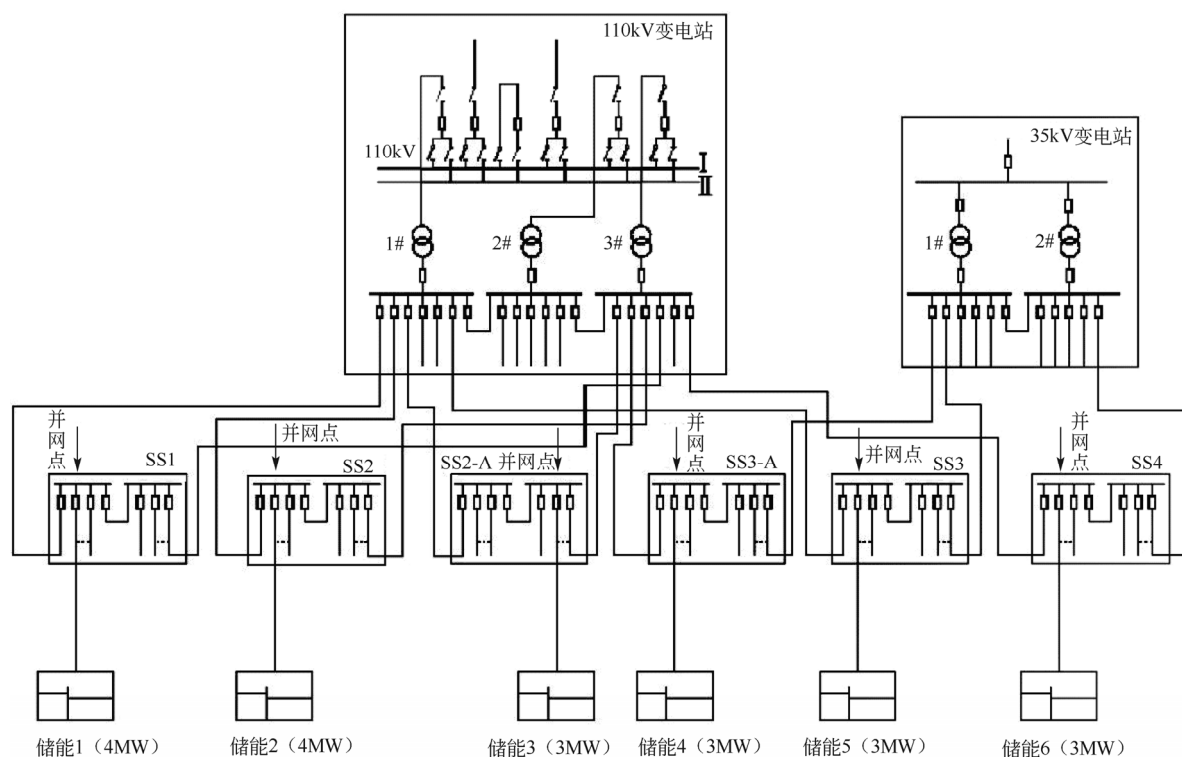 110kV变电站
110kV
I
II
1#
2#
3#
35kV变电站
1#
2#
并网点
SS1
并网点
SS2
SS2-A
并网点
并网点
SS3-A
并网点
SS3
并网点
SS4
储能1（4MW）
储能2（4MW）
储能3（3MW）
储能4（3MW）
储能5（3MW）
储能6（3MW）